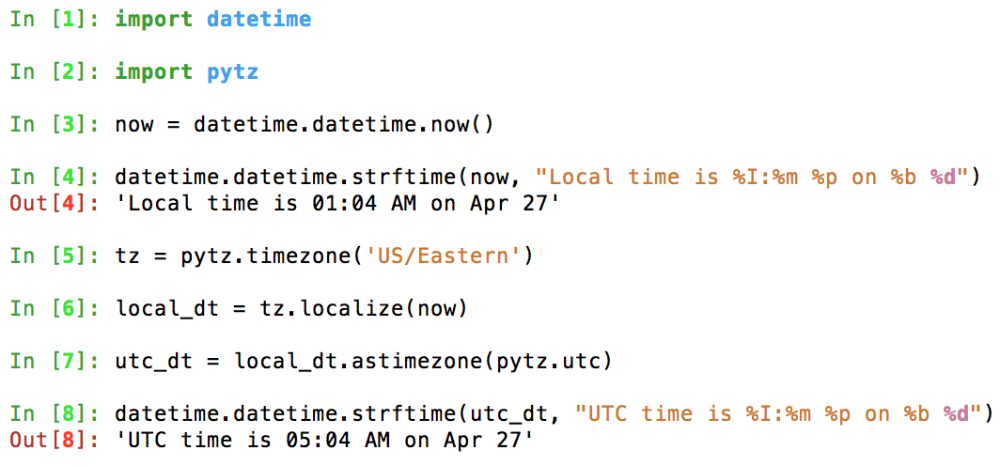 In [1]: import datetime
In [2]: import pytz
In [3]: now = datetime.datetime.now()
In [4]: datetime.datetime.strftime(now, "Local time is %I:%m %p on %b %d")
Out[4]: 'Local time is 01:04 AM on Apr 27'
In [5]: tz = pytz.timezone('US/Eastern')
In [6]: local_dt = tz.localize(now)
In [7]: utc_dt = local_dt.astimezone(pytz.utc)
In [8]: datetime.datetime.strftime(utc_dt, "UTC time is %I:%m %p on %b %d")
Out[8]: 'UTC time is 05:04 AM on Apr 27'